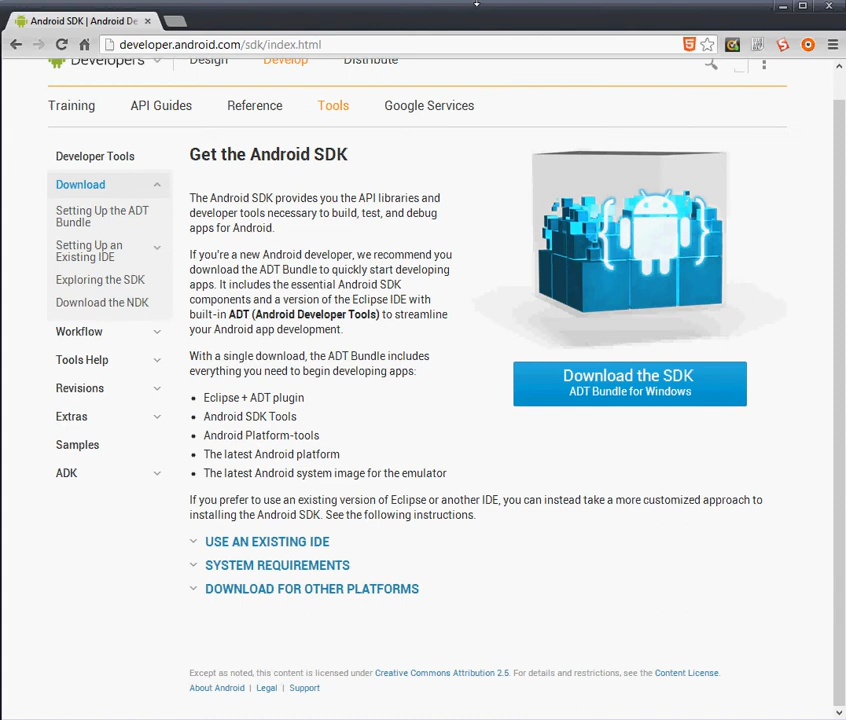 Android SDK | Android De
developer.android.com/sdk/index.html
Developers Design Develop Distribute
Training API Guides Reference Tools Google Services
Developer Tools
Download
Setting Up the ADT
Bundle
Setting Up an
Existing IDE
Exploring the SDK
Download the NDK
Workflow
Tools Help
Revisions
Extras
Samples
ADK
Get the Android SDK
The Android SDK provides you the API libraries and
developer tools necessary to build, test, and debug
apps for Android.
If you're a new Android developer, we recommend you
download the ADT Bundle to quickly start developing
apps. It includes the essential Android SDK
components and a version of the Eclipse IDE with
built-in ADT (Android Developer Tools) to streamline
your Android app development.
With a single download, the ADT Bundle includes
everything you need to begin developing apps:
• Eclipse + ADT plugin
• Android SDK Tools
• Android Platform-tools
• The latest Android platform
• The latest Android system image for the emulator
Download the SDK
ADT Bundle for Windows
If you prefer to use an existing version of Eclipse or another IDE, you can instead take a more customized approach to
installing the Android SDK. See the following instructions.
USE AN EXISTING IDE
SYSTEM REQUIREMENTS
DOWNLOAD FOR OTHER PLATFORMS
Except as noted, this content is licensed under Creative Commons Attribution 2.5. For details and restrictions, see the Content License.
About Android | Legal | Support